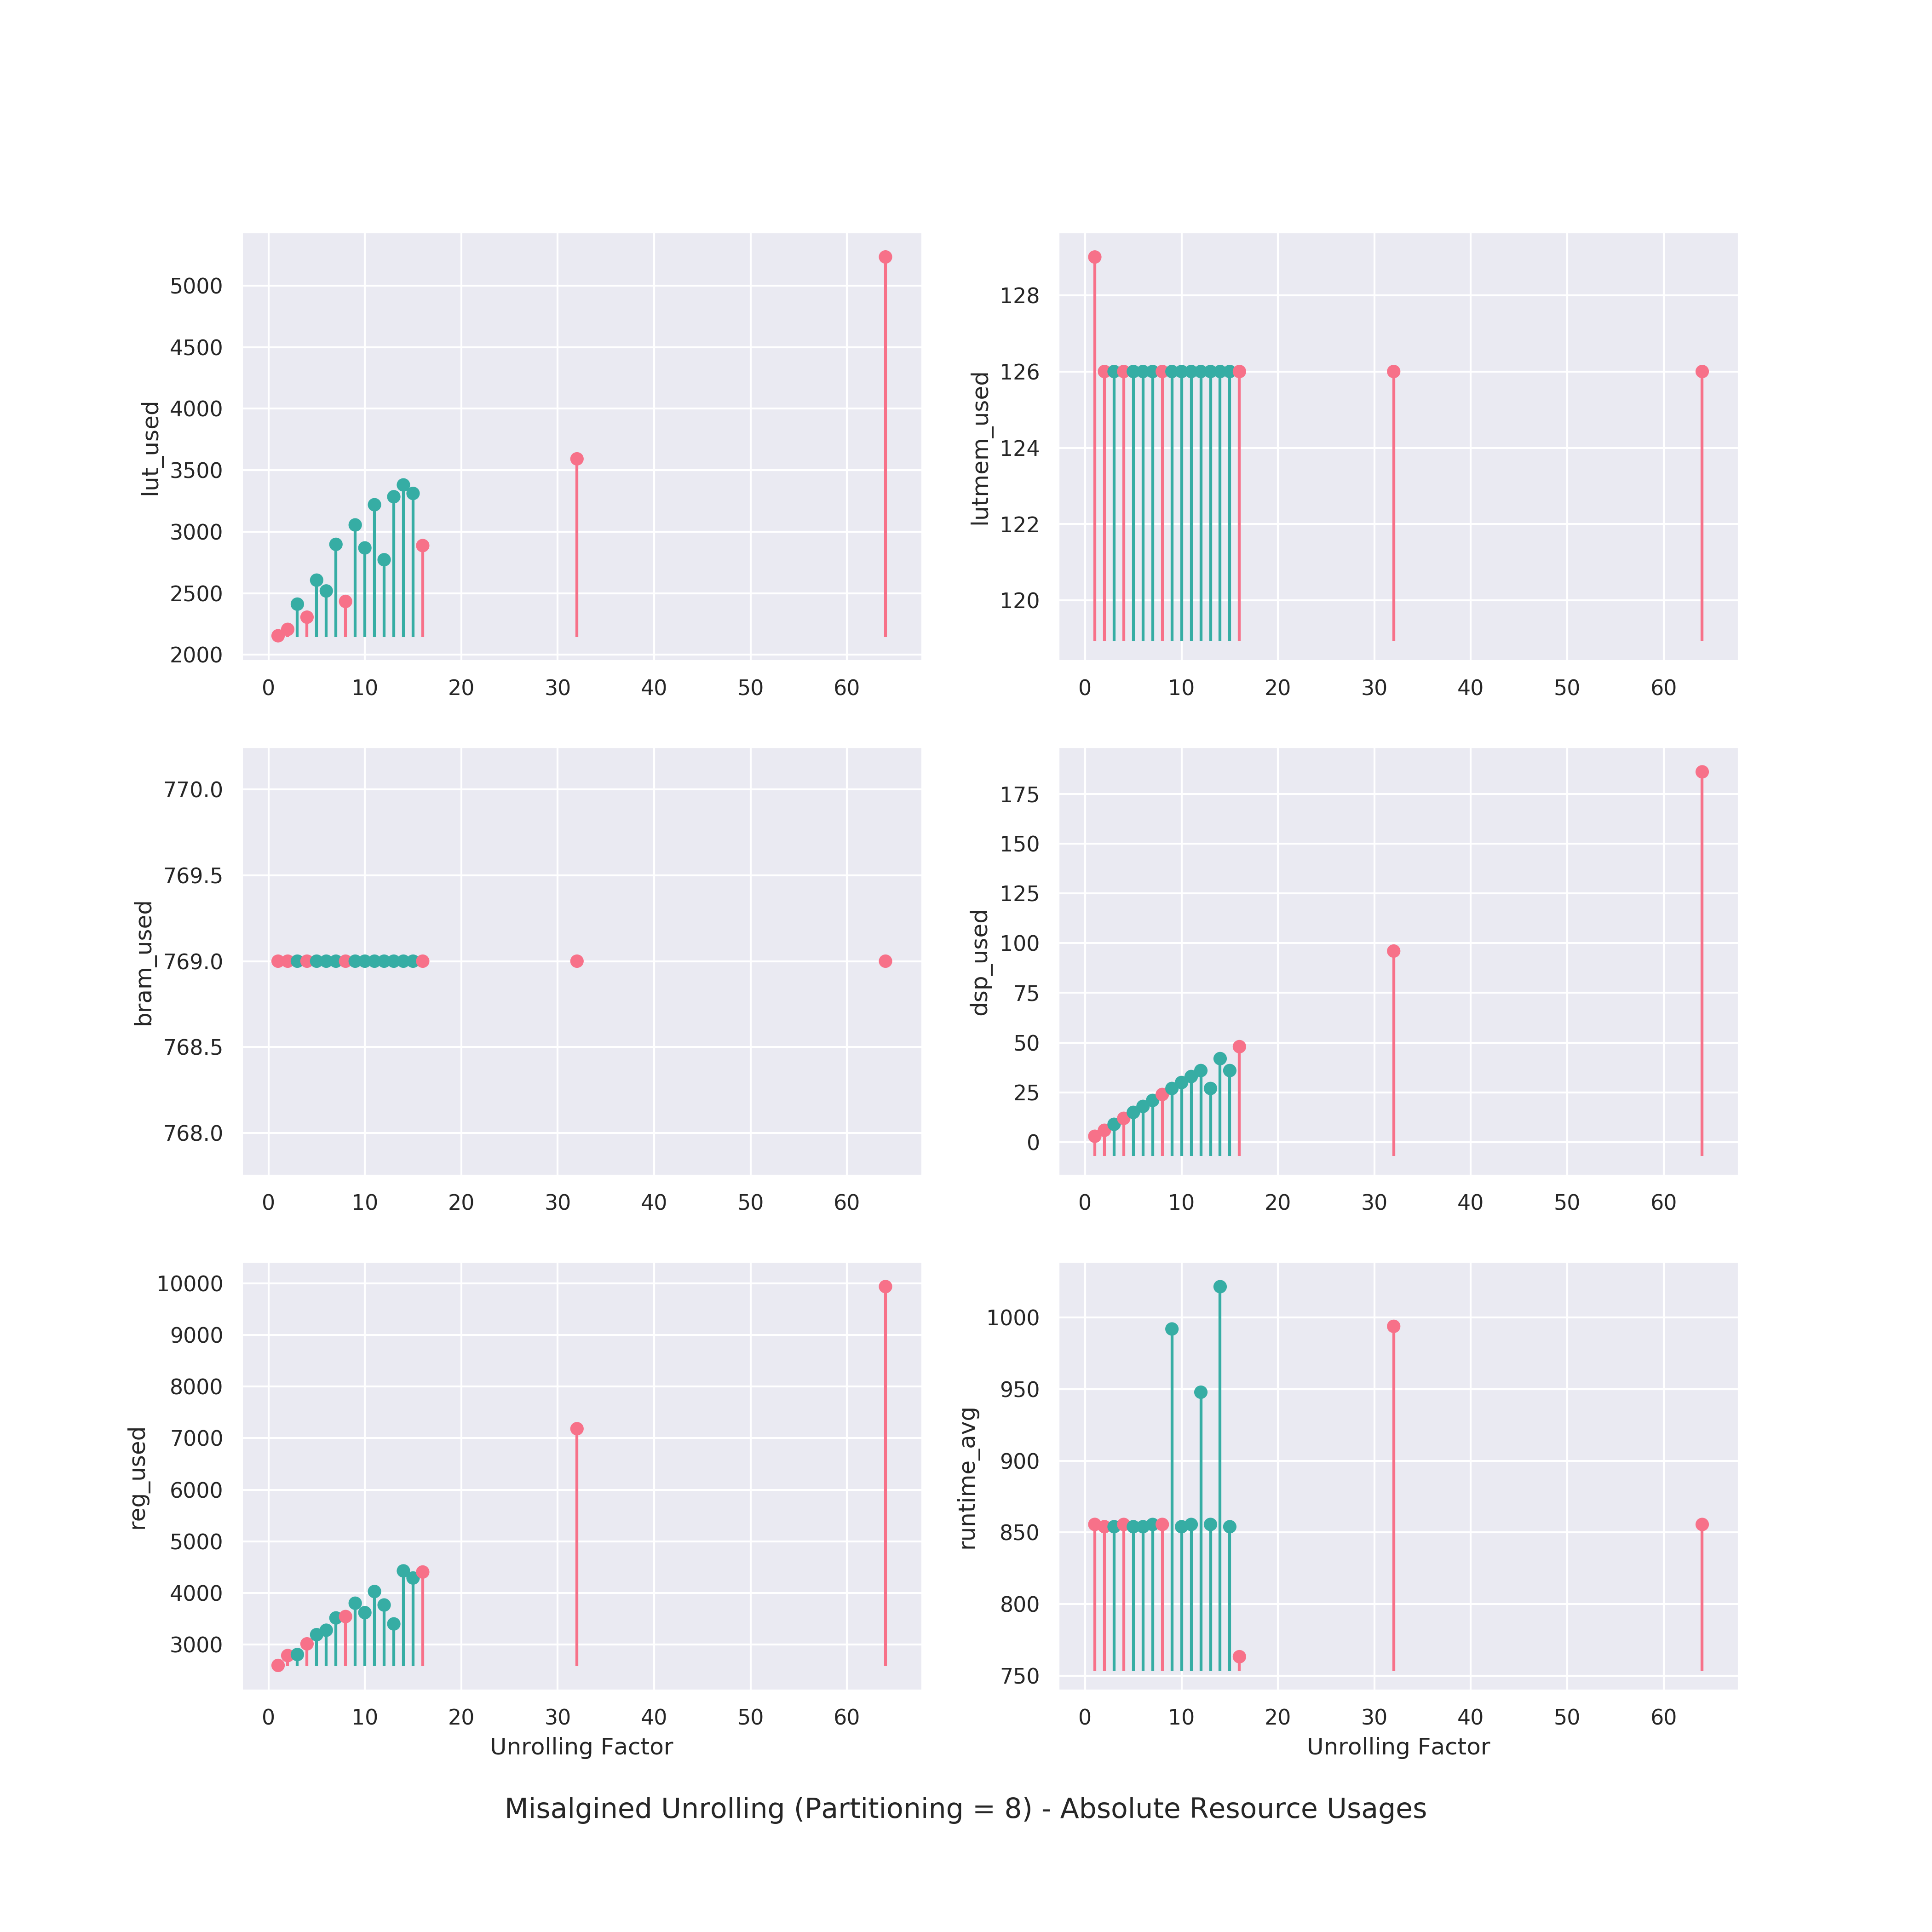 5000
4500
4000
3500
3000
2500
2000
lut_used
0 10 20 30 40 50 60
128
126
124
122
120
lutmem_used
0 10 20 30 40 50 60
770.0
769.5
769.0
768.5
768.0
bram_used
0 10 20 30 40 50 60
175
150
125
100
75
50
25
0
dsp_used
0 10 20 30 40 50 60
10000
9000
8000
7000
6000
5000
4000
3000
reg_used
0 10 20 30 40 50 60
Unrolling Factor
1000
950
900
850
800
750
runtime_avg
0 10 20 30 40 50 60
Unrolling Factor
Misalgined Unrolling (Partitioning = 8) - Absolute Resource Usages